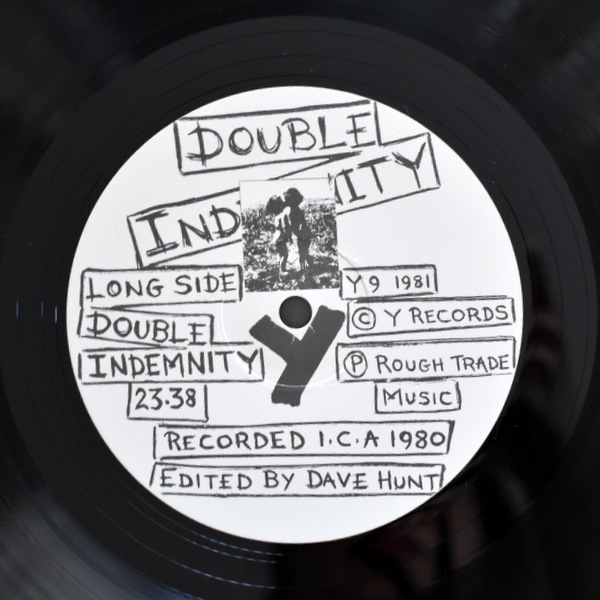 DOUBLE
IND NITY
LONG SIDE
DOUBLE
INDEMNITY
23.38
Y9 1981
© Y RECORDS
Ⓟ ROUGH TRADE
MUSIC
Y
RECORDED I.C.A 1980
EDITED BY DAVE HUNT